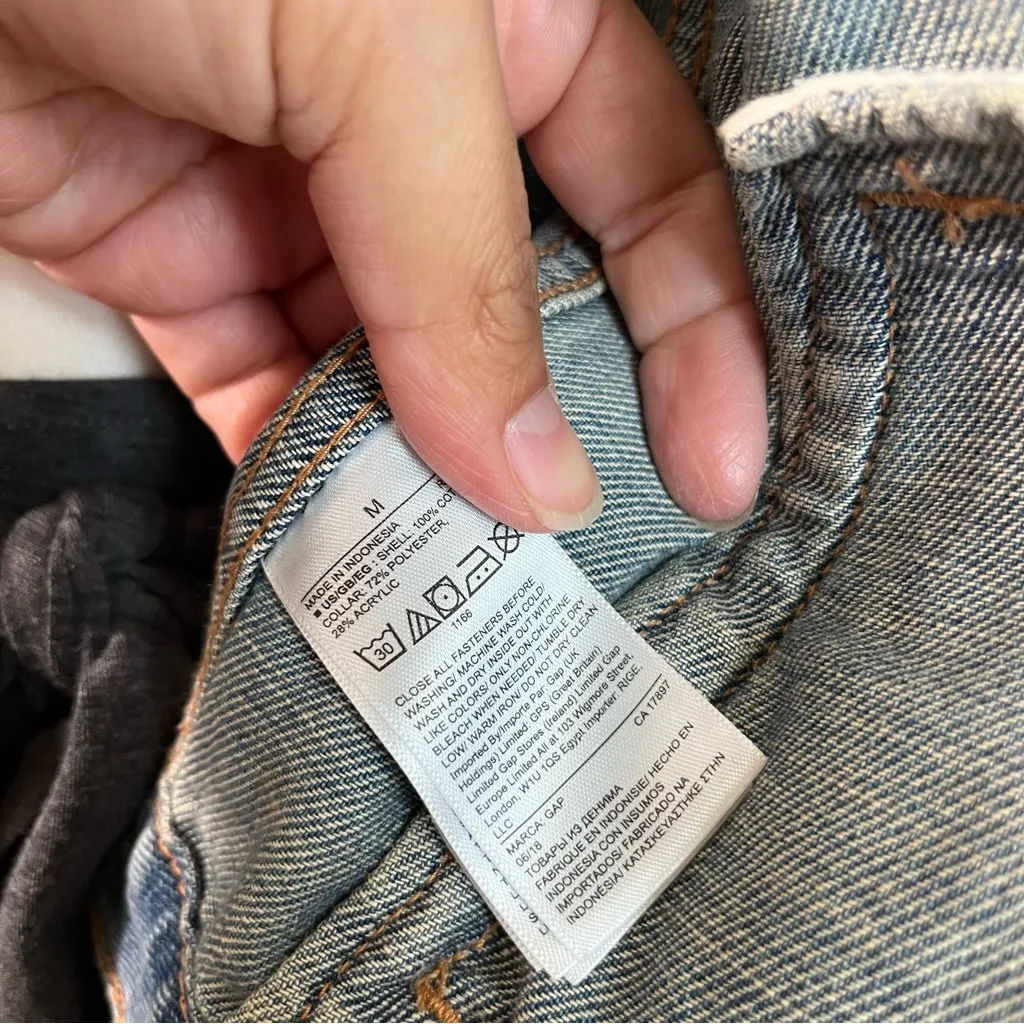 M
MADE IN INDONESIA
■ US/GB/EG - SHELL: 100%
COLLAR: 72% POLYESTER,
28% ACRYLIC
30
1166
CLOSE ALL FASTENERS BEFORE
WASHING/ MACHINE WASH COLD/
WASH AND DRY INSIDE OUT WITH
LIKE COLORS/ ONLY NON-CHLORINE
BLEACH WHEN NEEDED/ TUMBLE DRY
LOW/ WARM IRON/ DO NOT DRY CLEAN
Imported By/Importe Par Gap (UK
Holdings) Limited, GPS (Great Britain)
Limited Gap Stores (Ireland) Limited Gap
Europe Limited All at 103 Wigmore Street
London, W1U 1QS Egypt Importer: RIGE,
LLC
CA 17897
MARCA: GAP
06/18
ТОВАРЫ ИЗ ДЕНИМА
FABRIQUE EN INDONISIE/ HECHO EN
INDONESIA CON INSUMOS
IMPORTADOS/ FABRICADO NA
INDONÉSIA/ ΚΑΤΑΣΚΕΥΑΣΤΗΚΕ ΣΤΗΝ